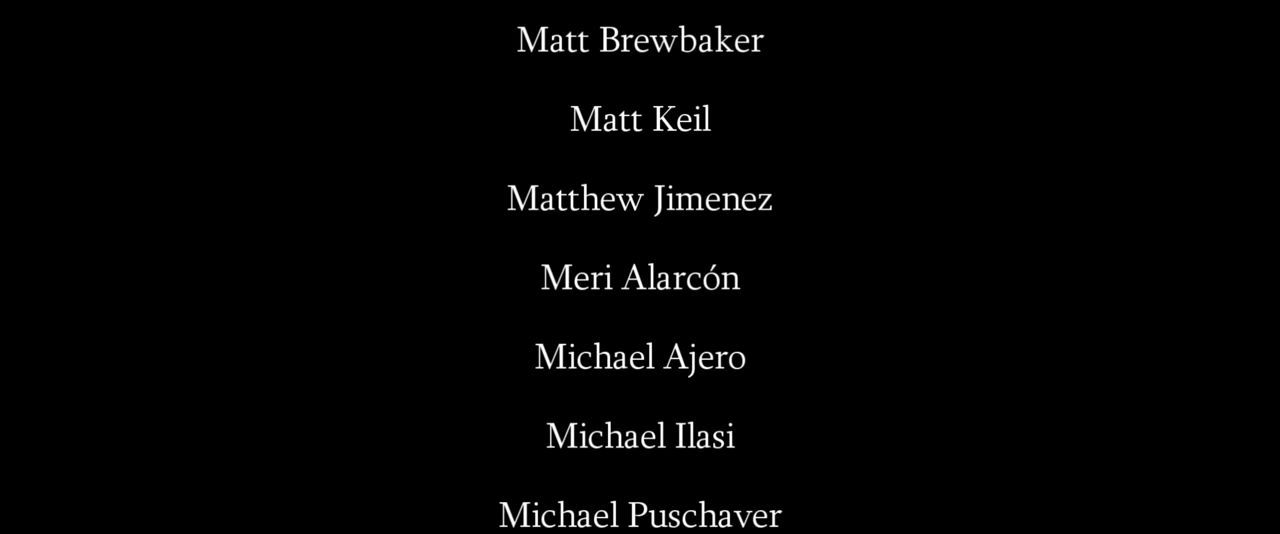 Matt Brewbaker
Matt Keil
Matthew Jimenez
Meri Alarcón
Michael Ajero
Michael Ilasi
Michael Puschaver